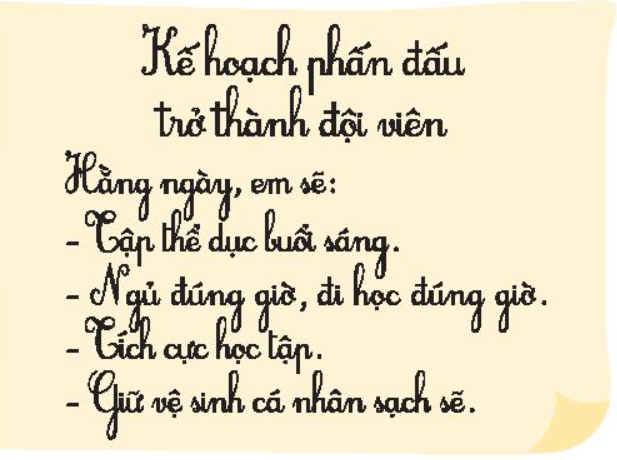 Kế hoạch phấn đấu
trở thành đội viên
Hằng ngày, em sẽ:
- Tập thể dục buổi sáng.
- Ngủ đúng giờ, đi học đúng giờ.
- Tích cực học tập.
- Giữ vệ sinh cá nhân sạch sẽ.